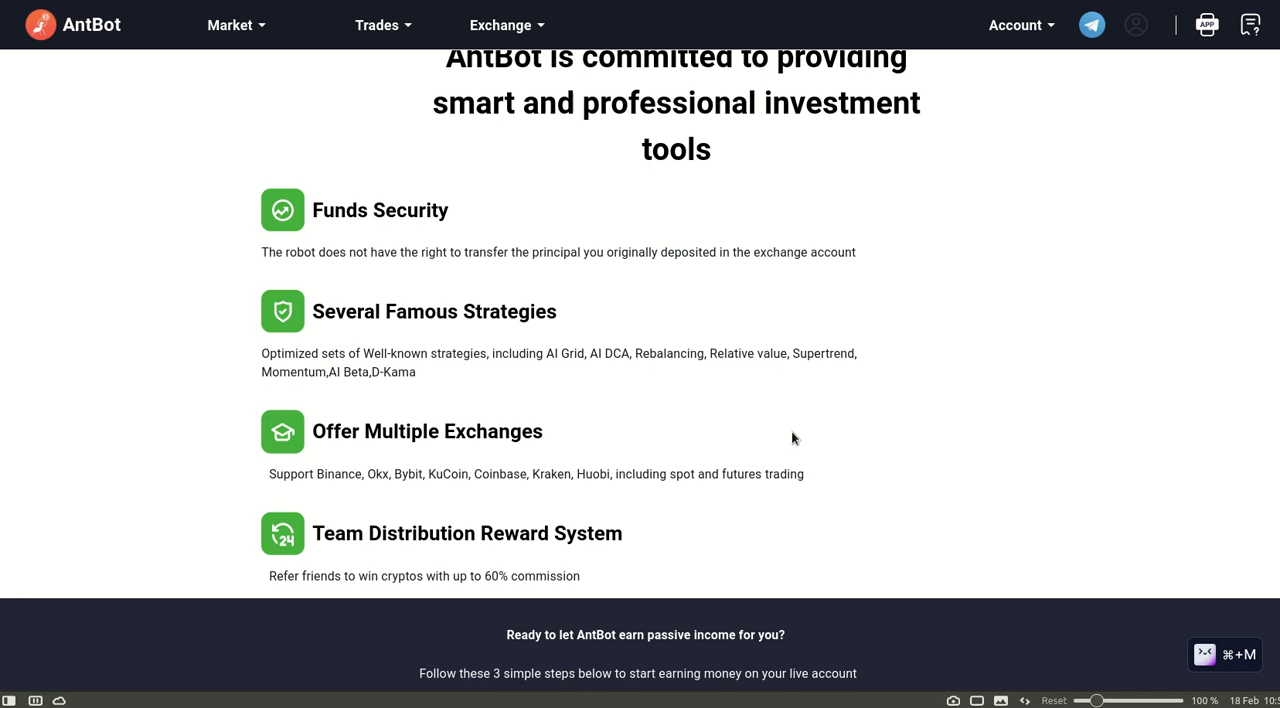 AntBot
Market
Trades
Exchange
Account
APP
AntBot is committed to providing
smart and professional investment
tools
Funds Security
The robot does not have the right to transfer the principal you originally deposited in the exchange account
Several Famous Strategies
Optimized sets of Well-known strategies, including AI Grid, AI DCA, Rebalancing, Relative value, Supertrend,
Momentum,AI Beta,D-Kama
Offer Multiple Exchanges
Support Binance, Okx, Bybit, KuCoin, Coinbase, Kraken, Huobi, including spot and futures trading
24
Team Distribution Reward System
Refer friends to win cryptos with up to 60% commission
Ready to let AntBot earn passive income for you?
⌘+M
Follow these 3 simple steps below to start earning money on your live account
Reset
100 %
18 Feb